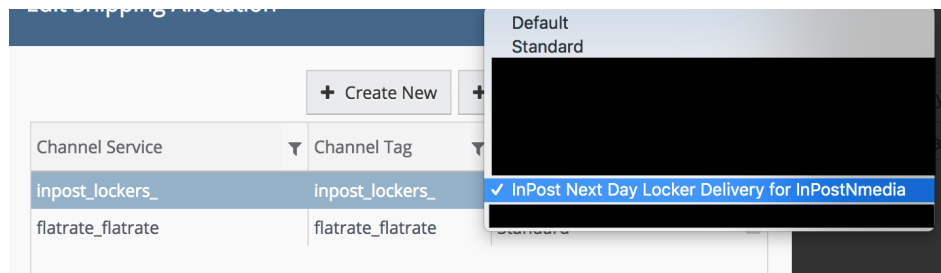 Edit Shipping Allocation
Default
Standard
+ Create New
+
Channel Service
Channel Tag
✓ InPost Next Day Locker Delivery for InPostNmedia
inpost_lockers_
inpost_lockers_
flatrate_flatrate
flatrate_flatrate
Standard